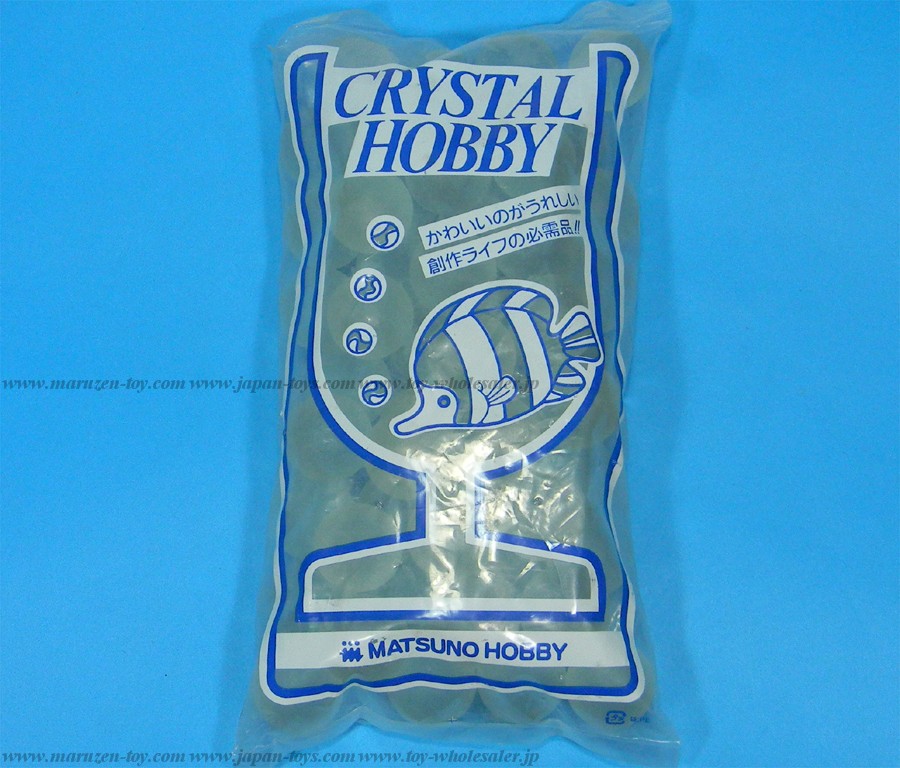 CRYSTAL
HOBBY
かわいいのがうれしい
創作ライフの必需品!!
www.maruzen-toy.com www.japan-toys.com www.toy-wholesaler.jp
MATSUNO HOBBY
プラ
www.maruzen-toy.com www.japan-toys.com www.toy-wholesaler.jp